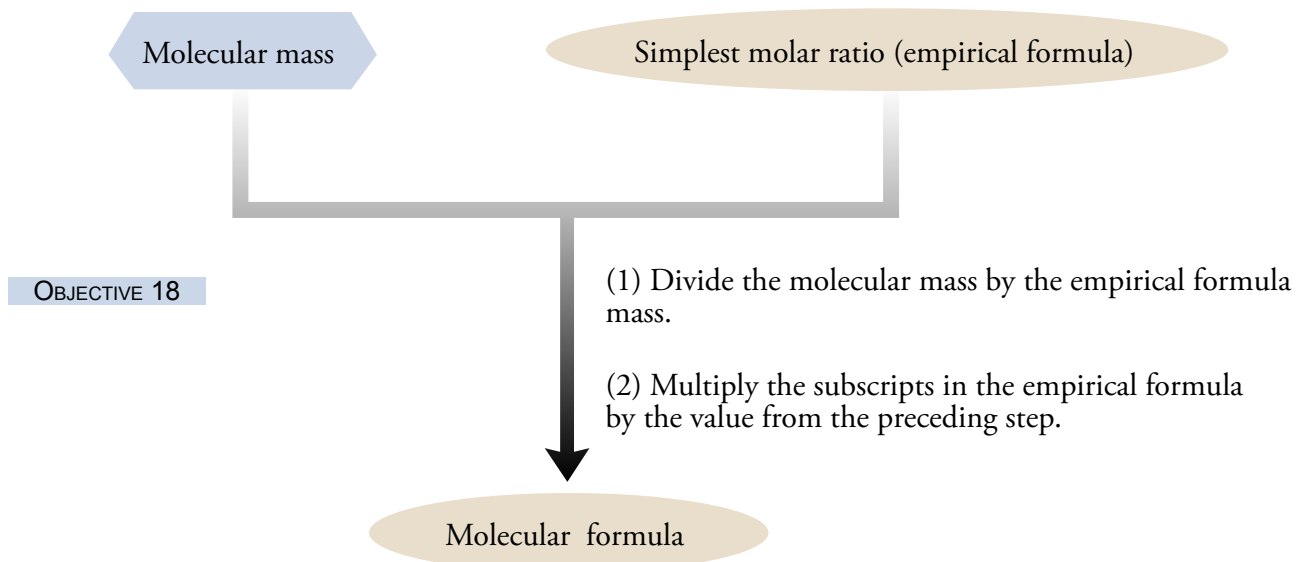 Molecular mass
Simplest molar ratio (empirical formula)
OBJECTIVE 18
(1) Divide the molecular mass by the empirical formula
mass.
(2) Multiply the subscripts in the empirical formula
by the value from the preceding step.
Molecular formula